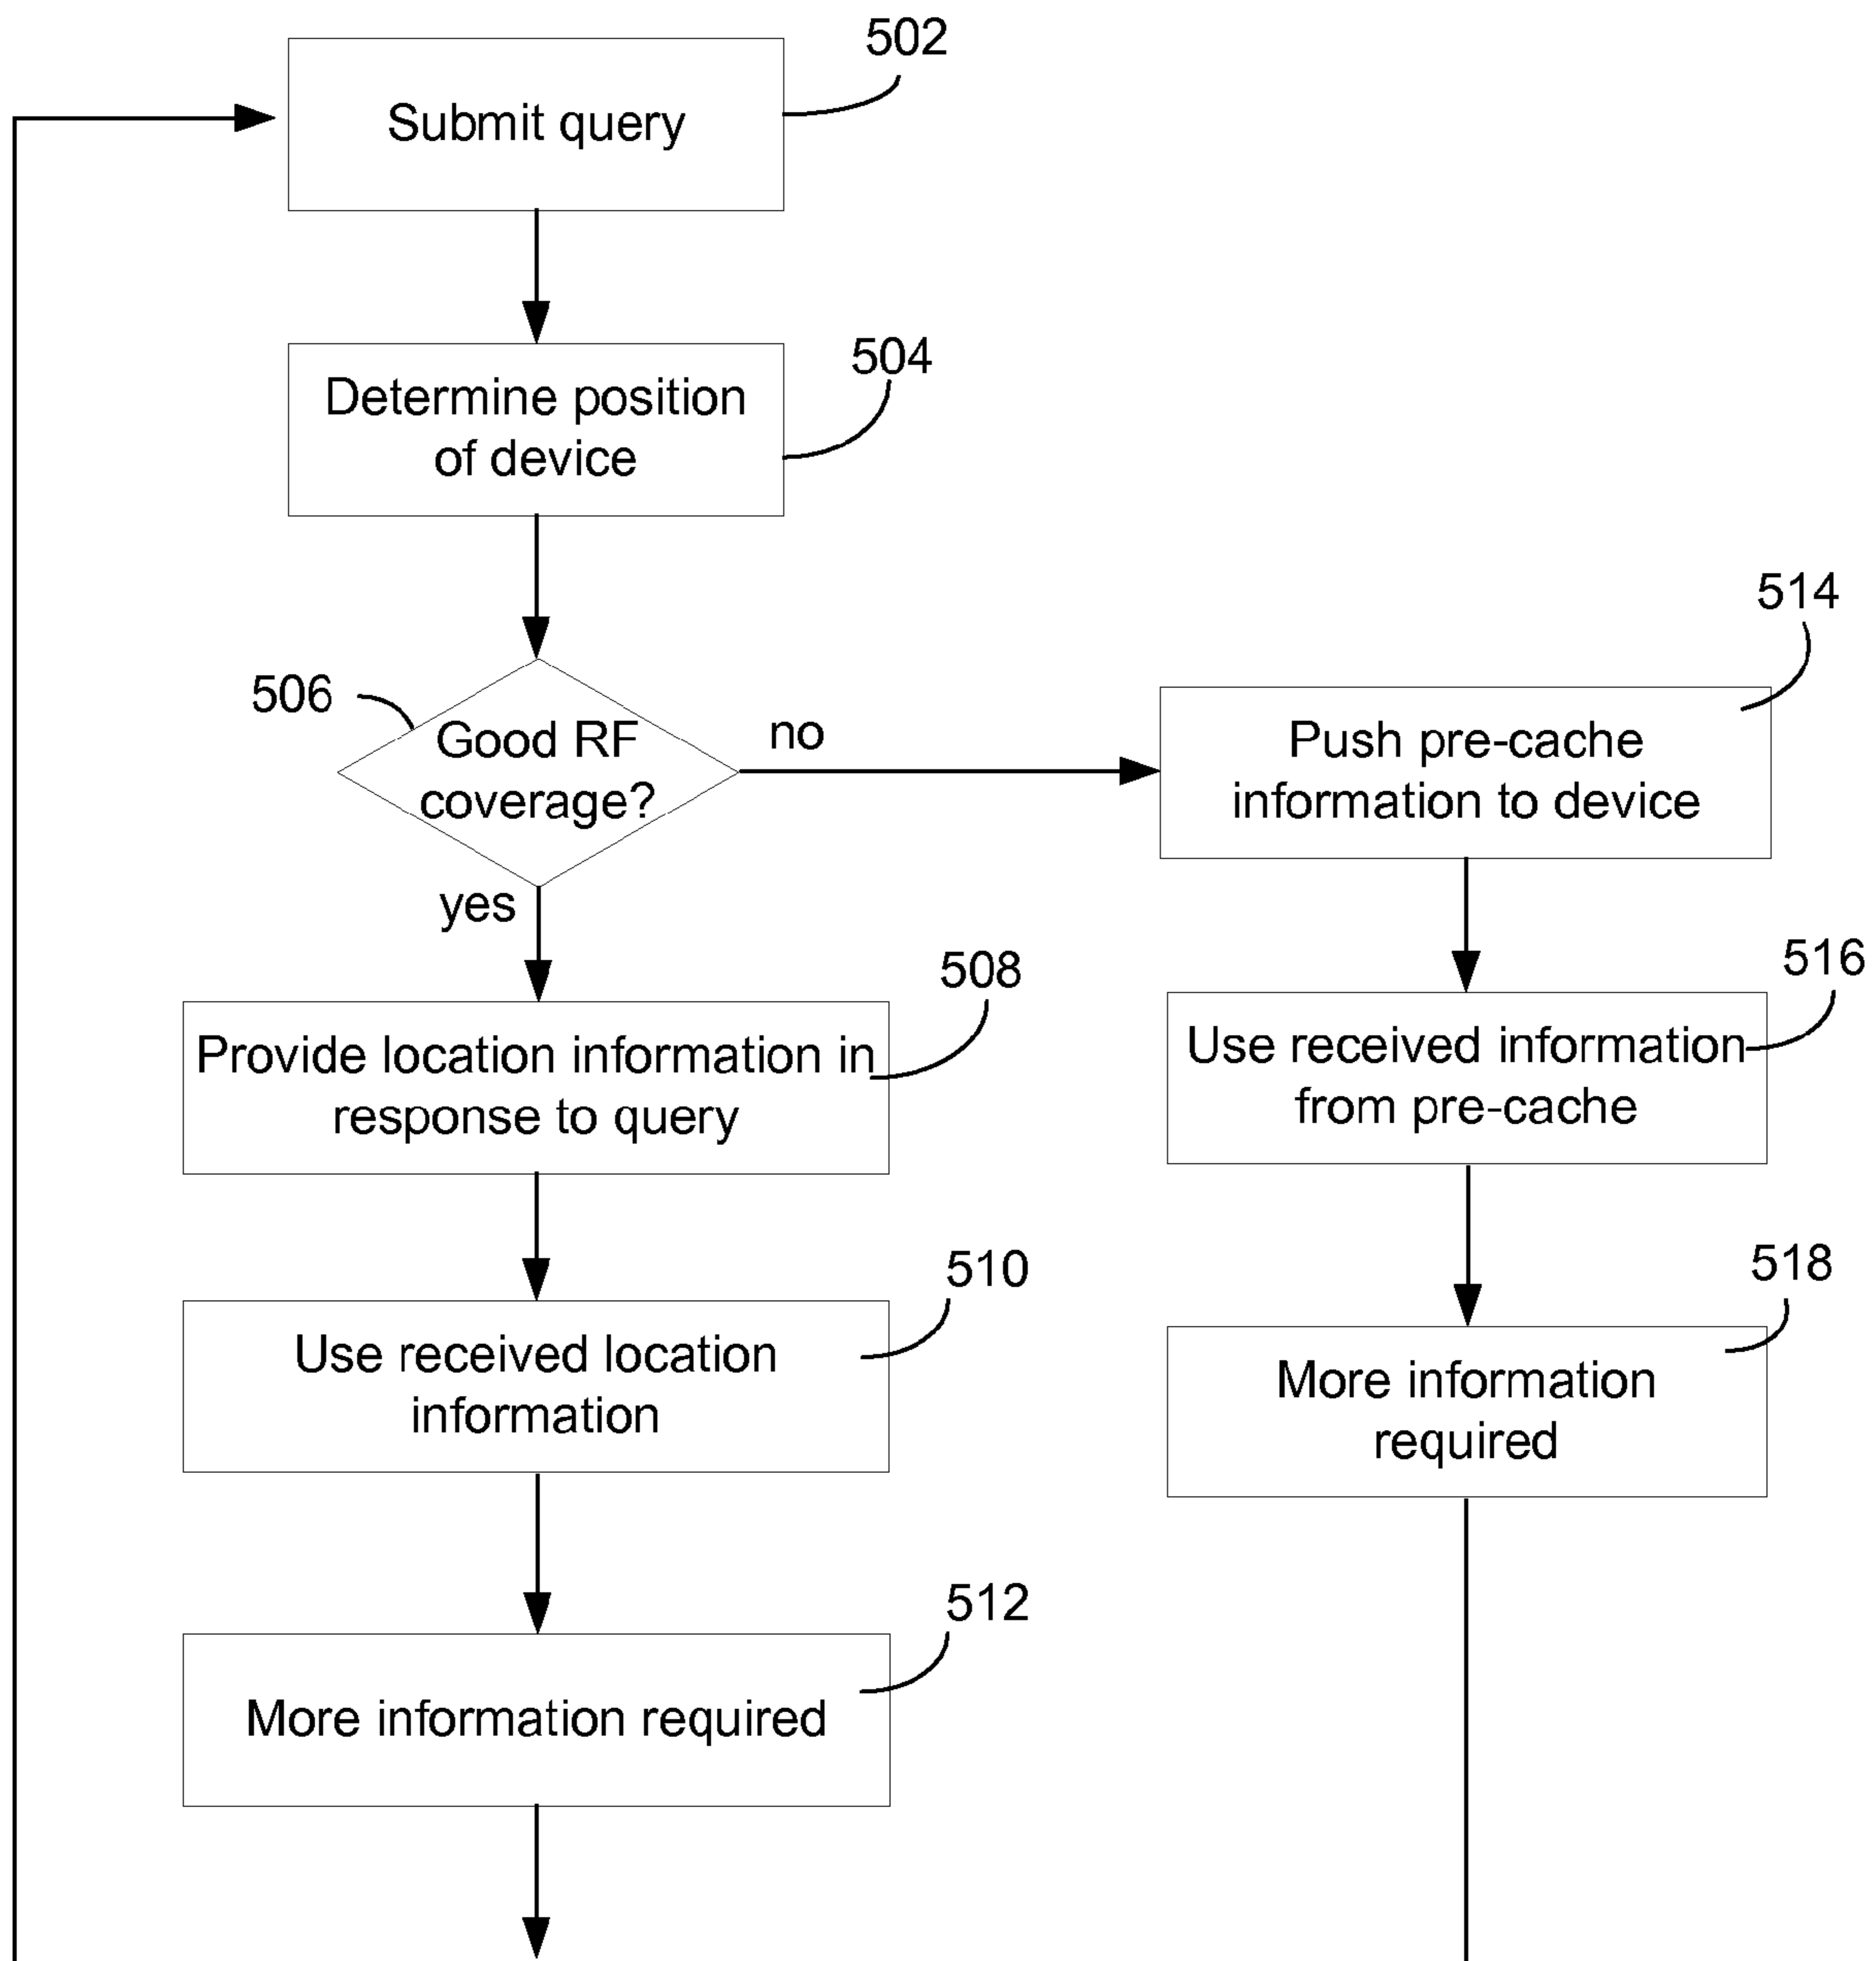 502
Submit query
504
Determine position
of device
506
Good RF
coverage?
no
yes
508
Provide location information in
response to query
510
Use received location
information
512
More information required
514
Push pre-cache
information to device
516
Use received information
from pre-cache
518
More information
required